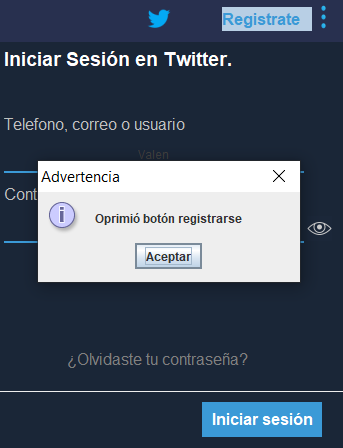 Registrate
Iniciar Sesión en Twitter.
Telefono, correo o usuario
Valen
Cont
Advertencia
Oprimió botón registrarse
Aceptar
¿Olvidaste tu contraseña?
Iniciar sesión